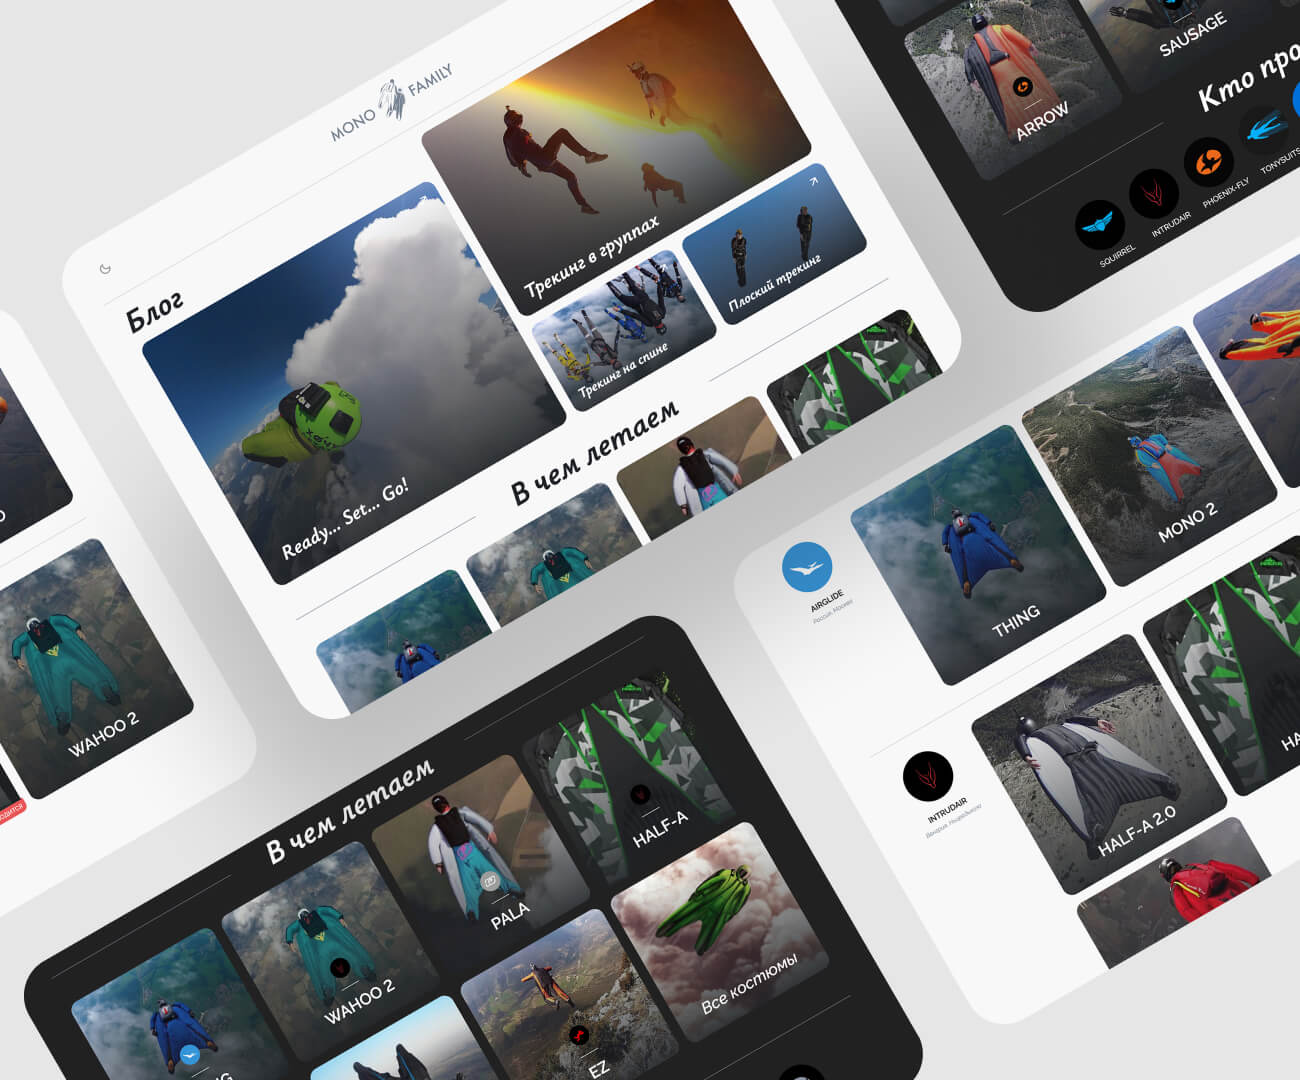 MONO FAMILY
Блог
Ready... Set... Go!
Трекинг в группах
Трекинг на спине
Плоский трекинг
В чем летаем
ARROW
SAUSAGE
Кто про
SQUIRREL
INTRUDAIR
PHOENIX-FLY
TONYSUITS
WAHOO 2
AIRGLIDE
Россия, Москва
THING
MONO 2
INTRUDAIR
HALF-A 2.0
HA
В чем летаем
WAHOO 2
PALA
HALF-A
EZ
Все костюмы